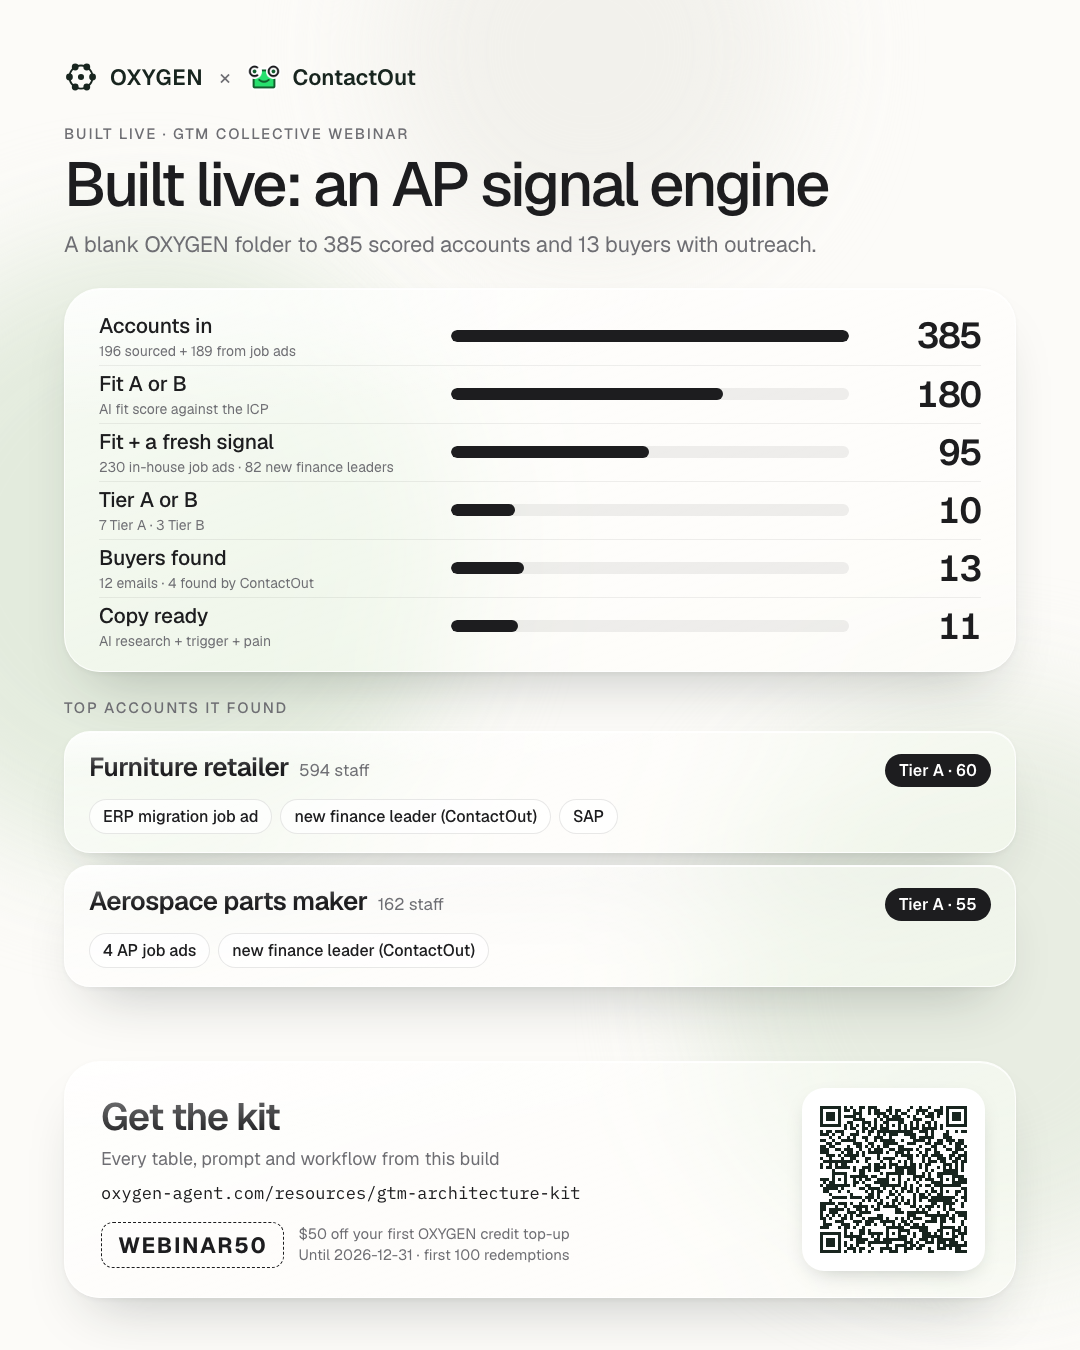 OXYGEN × ContactOut
BUILT LIVE · GTM COLLECTIVE WEBINAR
Built live: an AP signal engine
A blank OXYGEN folder to 385 scored accounts and 13 buyers with outreach.
Accounts in
196 sourced + 189 from job ads
385
Fit A or B
AI fit score against the ICP
180
Fit + a fresh signal
230 in-house job ads · 82 new finance leaders
95
Tier A or B
7 Tier A · 3 Tier B
10
Buyers found
12 emails · 4 found by ContactOut
13
Copy ready
AI research + trigger + pain
11
TOP ACCOUNTS IT FOUND
Furniture retailer 594 staff
Tier A · 60
ERP migration job ad
new finance leader (ContactOut)
SAP
Aerospace parts maker 162 staff
Tier A · 55
4 AP job ads
new finance leader (ContactOut)
Get the kit
Every table, prompt and workflow from this build
oxygen-agent.com/resources/gtm-architecture-kit
WEBINAR50
$50 off your first OXYGEN credit top-up
Until 2026-12-31 · first 100 redemptions